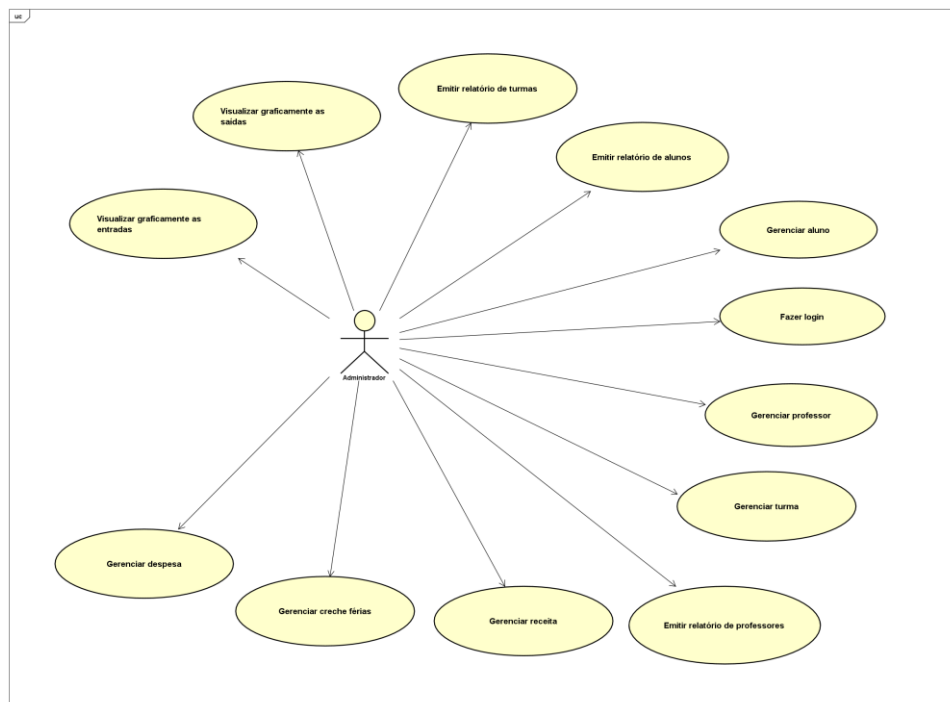 uc
Emitir relatório de turmas
Visualizar graficamente as
saídas
Emitir relatório de alunos
Visualizar graficamente as
entradas
Gerenciar aluno
Fazer login
Administrador
Gerenciar professor
Gerenciar turma
Gerenciar despesa
Gerenciar creche férias
Gerenciar receita
Emitir relatório de professores